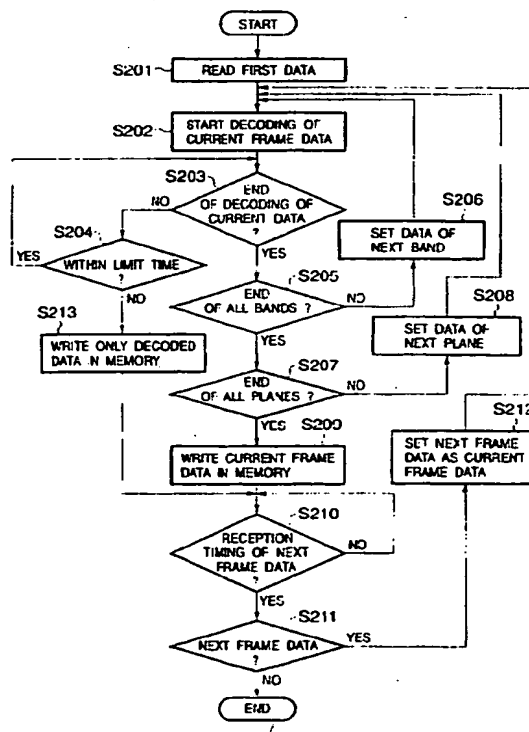 START
S201
READ FIRST DATA
S202
START DECODING OF
CURRENT FRAME DATA
S203
END
OF DECODING OF
CURRENT DATA
?
NO
YES
S204
YES
WITHIN LIMIT TIME
?
NO
S206
SET DATA OF
NEXT BAND
S205
END
OF ALL BANDS ?
NO
YES
S213
WRITE ONLY DECODED
DATA IN MEMORY
S208
SET DATA OF
NEXT PLANE
S207
END
OF ALL PLANES ?
NO
YES
S209
WRITE CURRENT FRAME
DATA IN MEMORY
S212
SET NEXT FRAME
DATA AS CURRENT
FRAME DATA
S210
RECEPTION
TIMING OF NEXT
FRAME DATA
?
NO
YES
S211
NEXT FRAME DATA
?
YES
NO
END